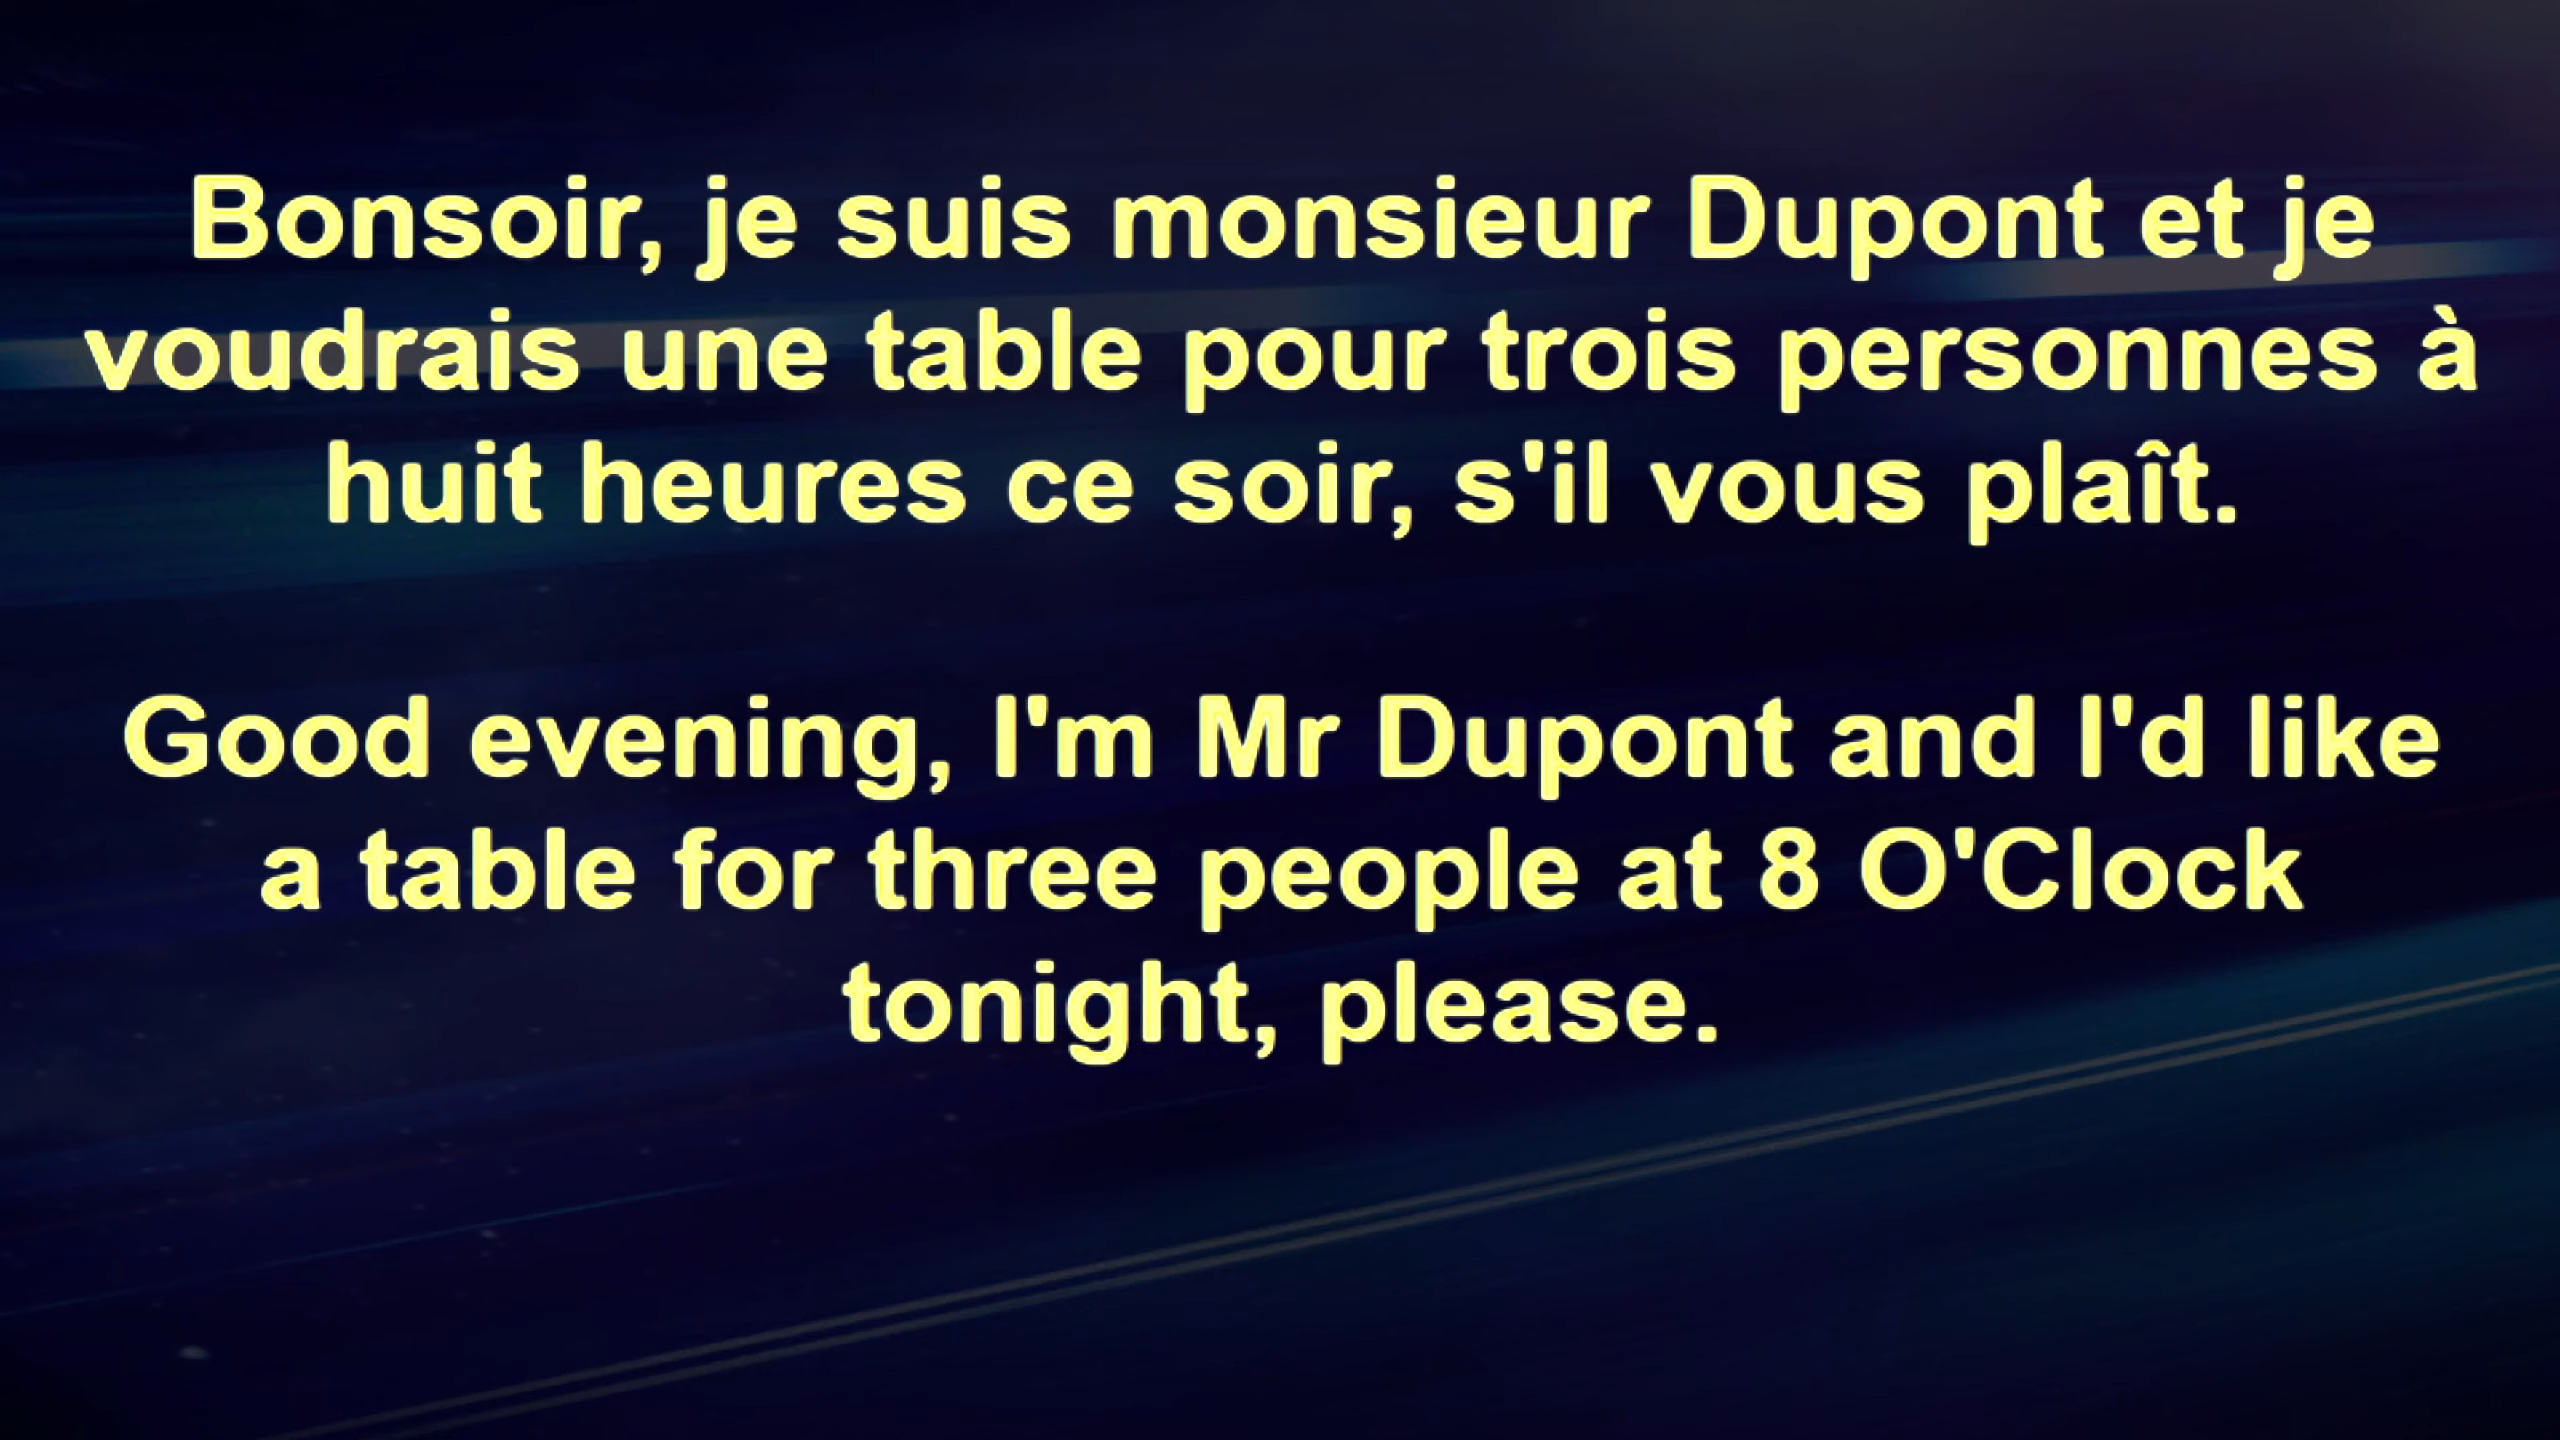 Bonsoir, je suis monsieur Dupont et je
voudrais une table pour trois personnes à
huit heures ce soir, s'il vous plaît.
Good evening, I'm Mr Dupont and I'd like
a table for three people at 8 O'Clock
tonight, please.